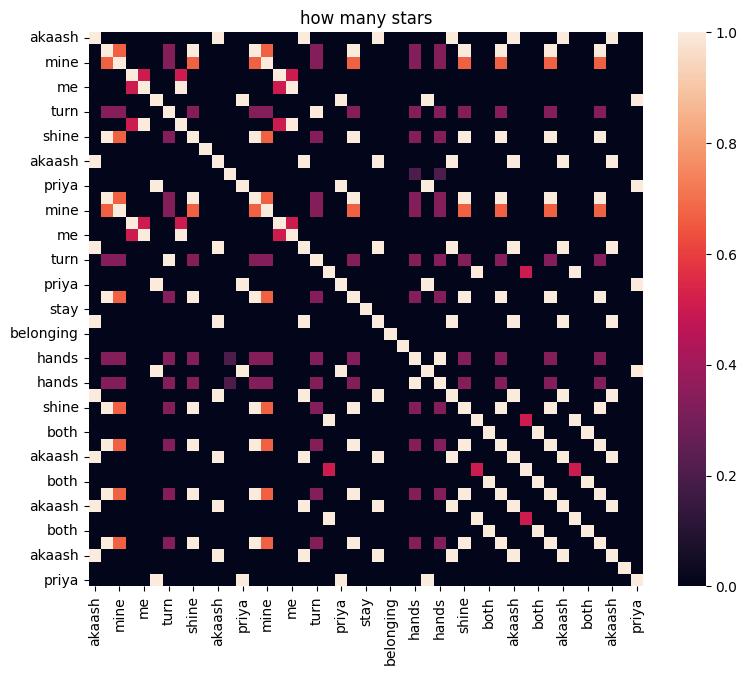 how many stars
akaash
mine
me
turn
shine
akaash
priya
mine
me
turn
priya
stay
belonging
hands
hands
shine
both
akaash
both
akaash
both
akaash
priya
1.0
0.8
0.6
0.4
0.2
0.0
akaash
mine
me
turn
shine
akaash
priya
mine
me
turn
priya
stay
belonging
hands
hands
shine
both
akaash
both
akaash
both
akaash
priya